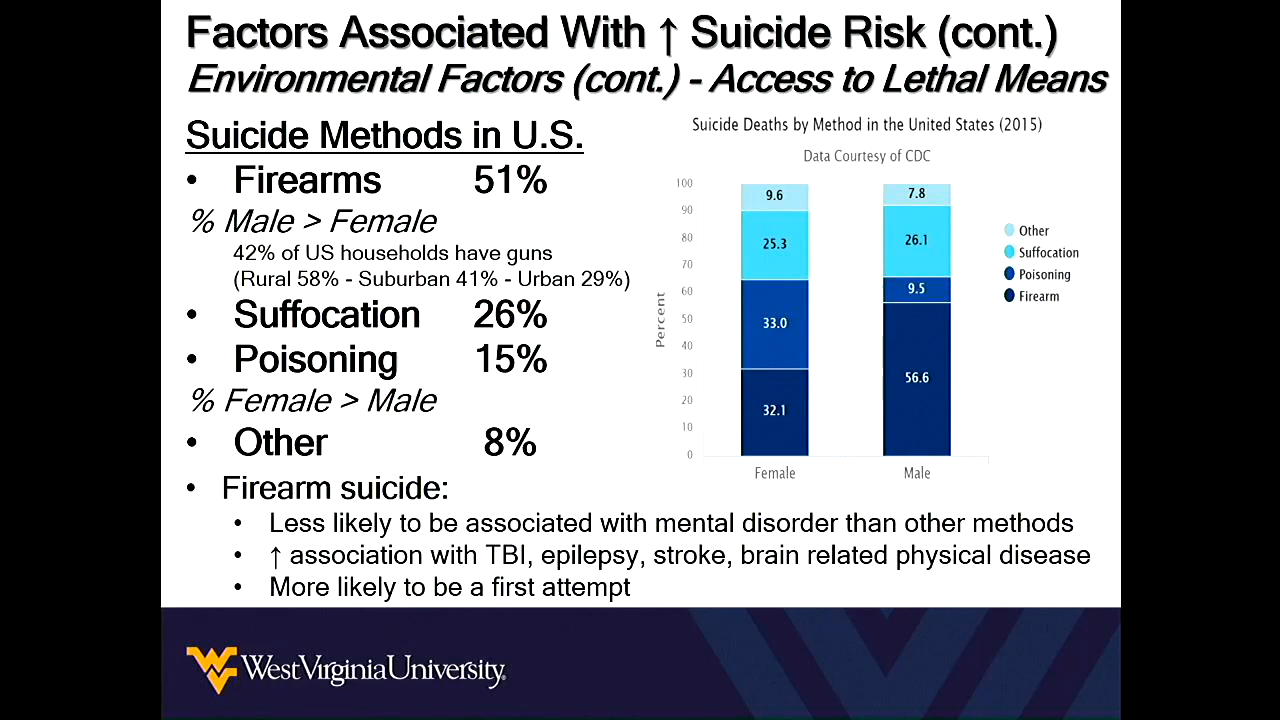 Factors Associated With ↑ Suicide Risk (cont.)
Environmental Factors (cont.) - Access to Lethal Means
Suicide Methods in U.S.
• Firearms 51%
% Male > Female
42% of US households have guns
(Rural 58% - Suburban 41% - Urban 29%)
• Suffocation 26%
• Poisoning 15%
% Female > Male
• Other 8%
• Firearm suicide:
• Less likely to be associated with mental disorder than other methods
• ↑ association with TBI, epilepsy, stroke, brain related physical disease
• More likely to be a first attempt
Suicide Deaths by Method in the United States (2015)
Data Courtesy of CDC
Percent
100
90
80
70
60
50
40
30
20
10
0
9.6
25.3
33.0
32.1
Female
7.8
26.1
9.5
56.6
Male
Other
Suffocation
Poisoning
Firearm
WestVirginiaUniversity.